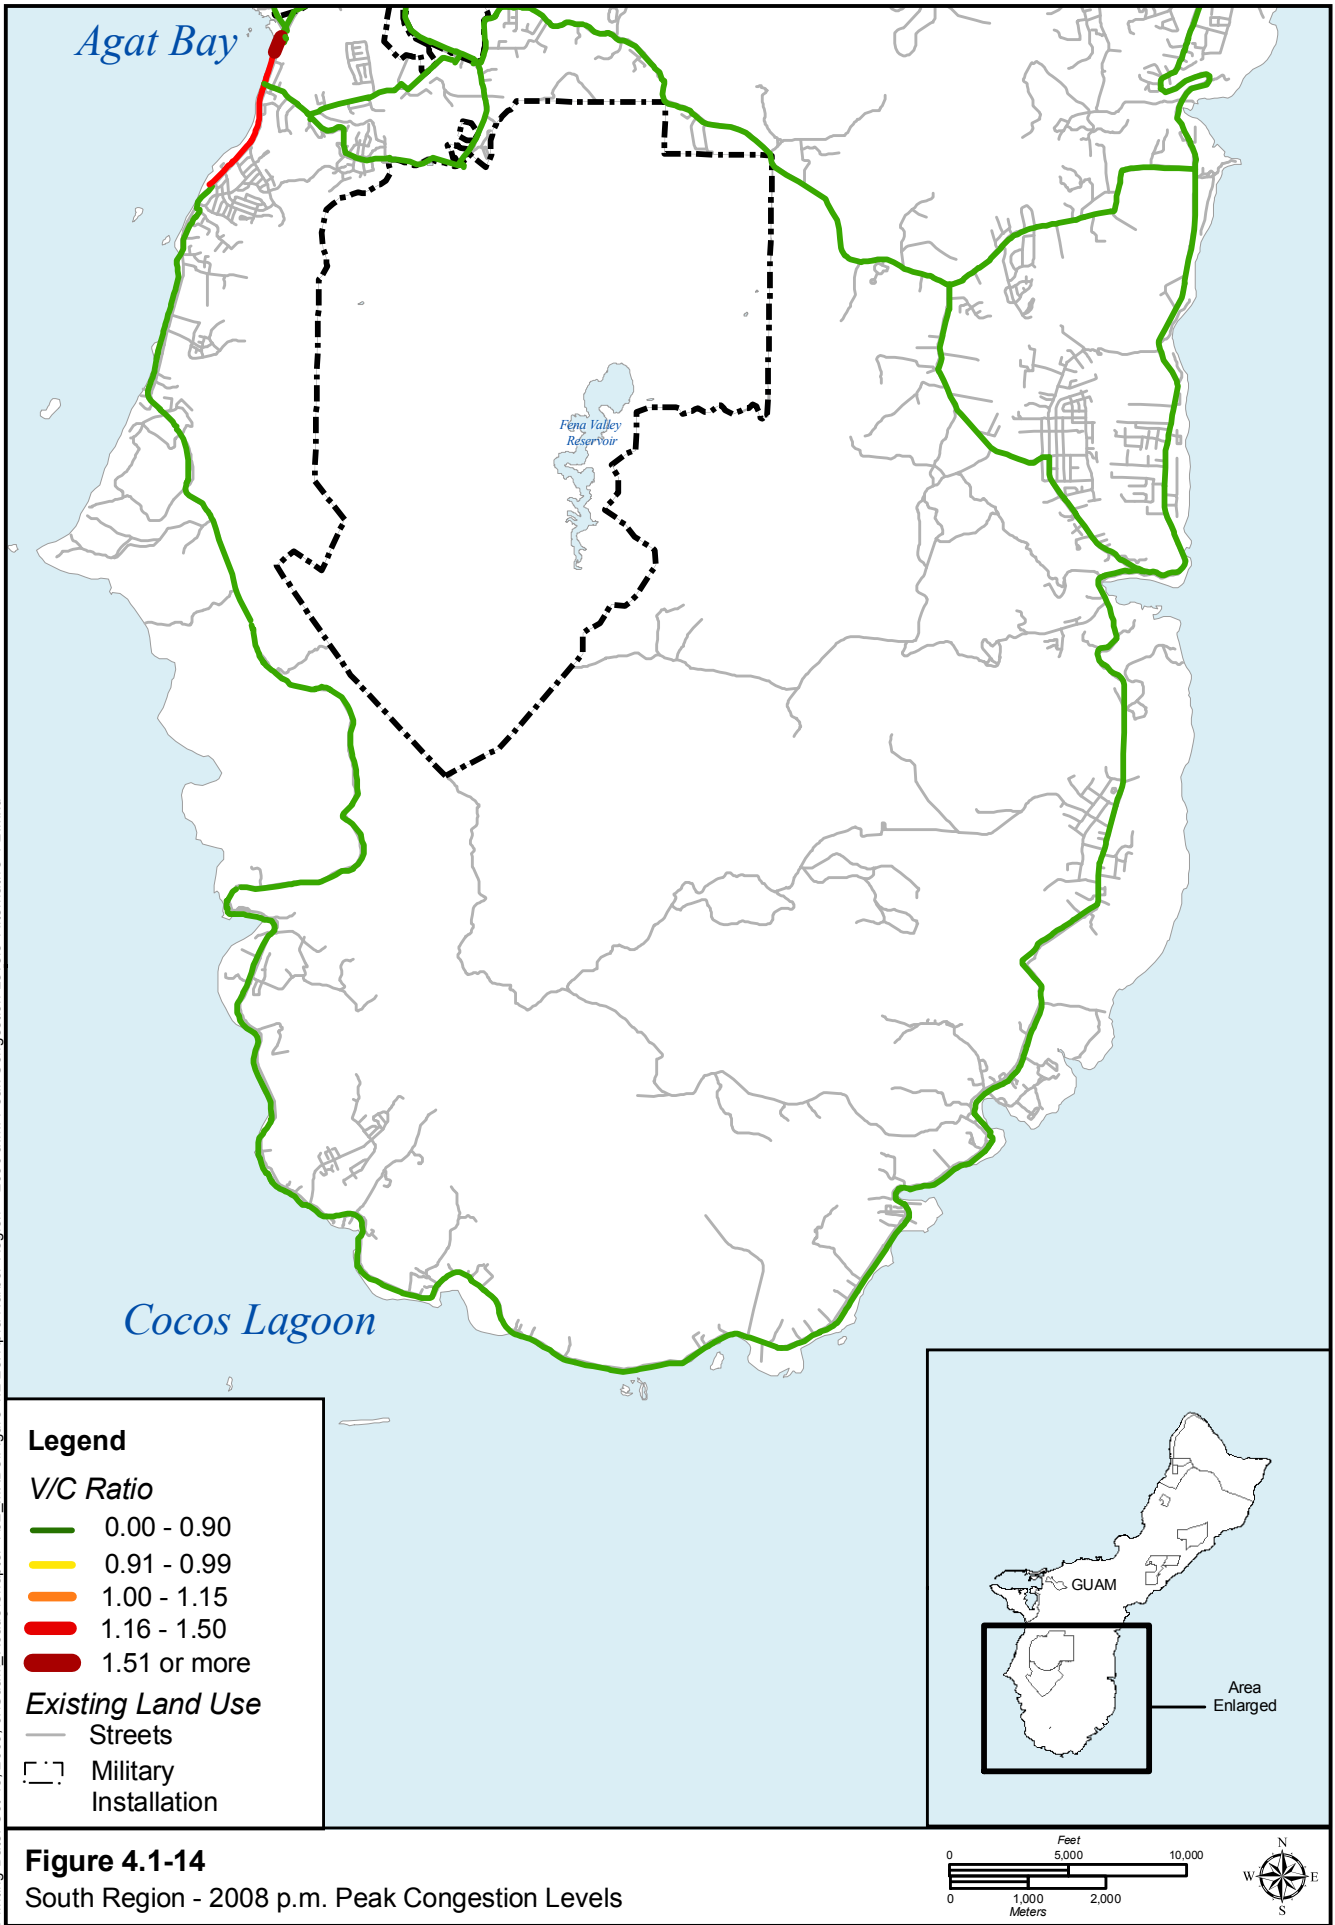 Agat Bay
Fena Valley
Reservoir
Cocos Lagoon
Legend
V/C Ratio
0.00 - 0.90
0.91 - 0.99
1.00 - 1.15
1.16 - 1.50
1.51 or more
Existing Land Use
Streets
Military
Installation
GUAM
Area
Enlarged
Figure 4.1-14
South Region - 2008 p.m. Peak Congestion Levels
Feet
0 5,000 10,000
0 1,000 2,000
Meters
N
W E
S